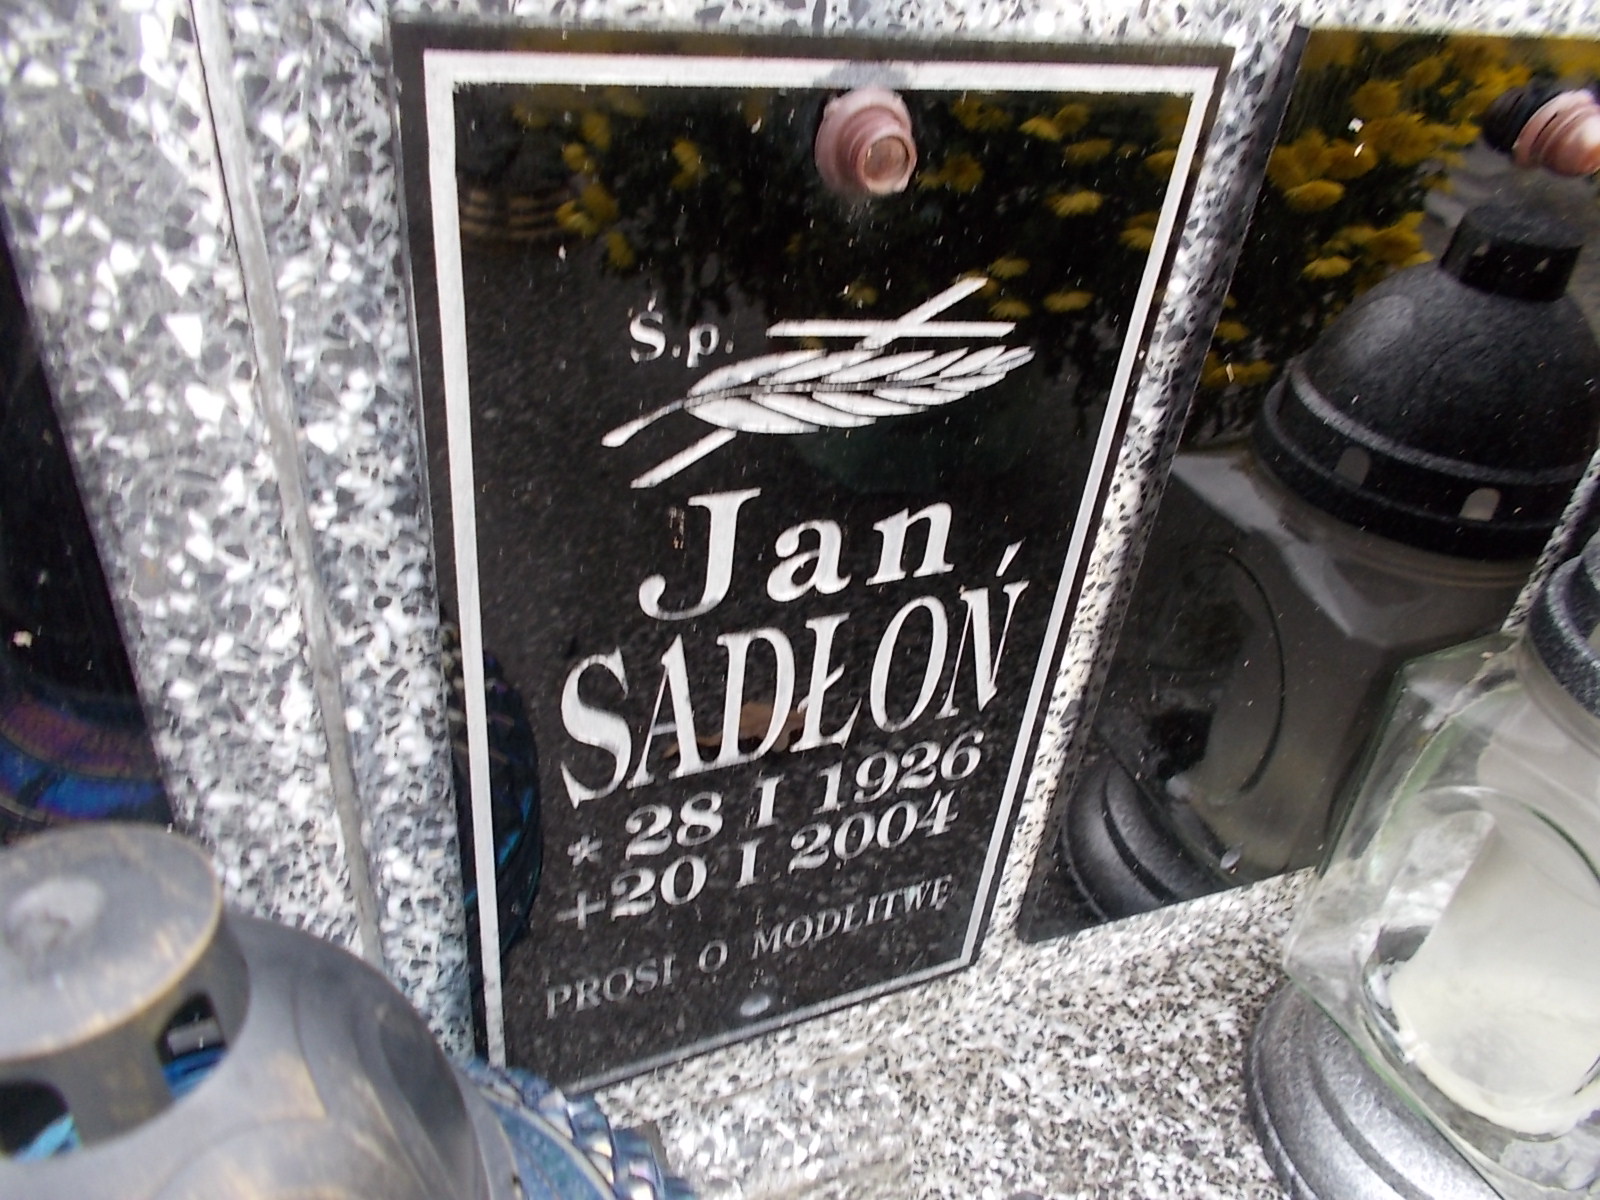 Ś.p.
Jan
SADŁOŃ
* 28 I 1926
+20 I 2004
PROSI O MODLITWĘ